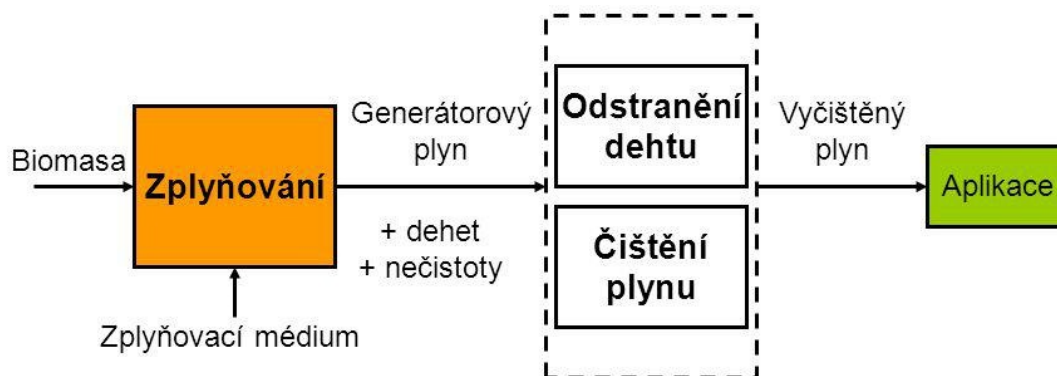 Biomasa
Zplyňování
Zplyňovací médium
Generátorový
plyn
+ dehet
+ nečistoty
Odstranění
dehtu
Čištění
plynu
Vyčištěný
plyn
Aplikace